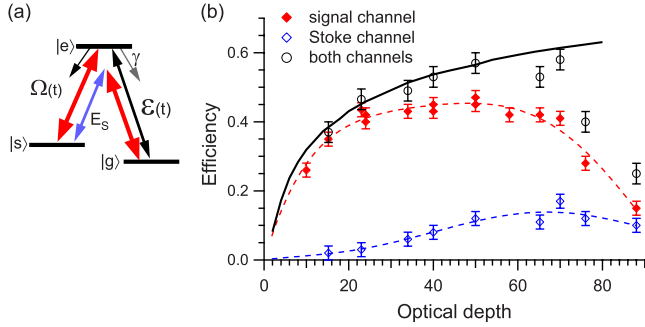 (a)
|e⟩
γ
Ω(t)
ℰ(t)
E_S
|s⟩
|g⟩
(b)
signal channel
Stoke channel
both channels
Efficiency
0.6
0.4
0.2
0.0
0 20 40 60 80
Optical depth